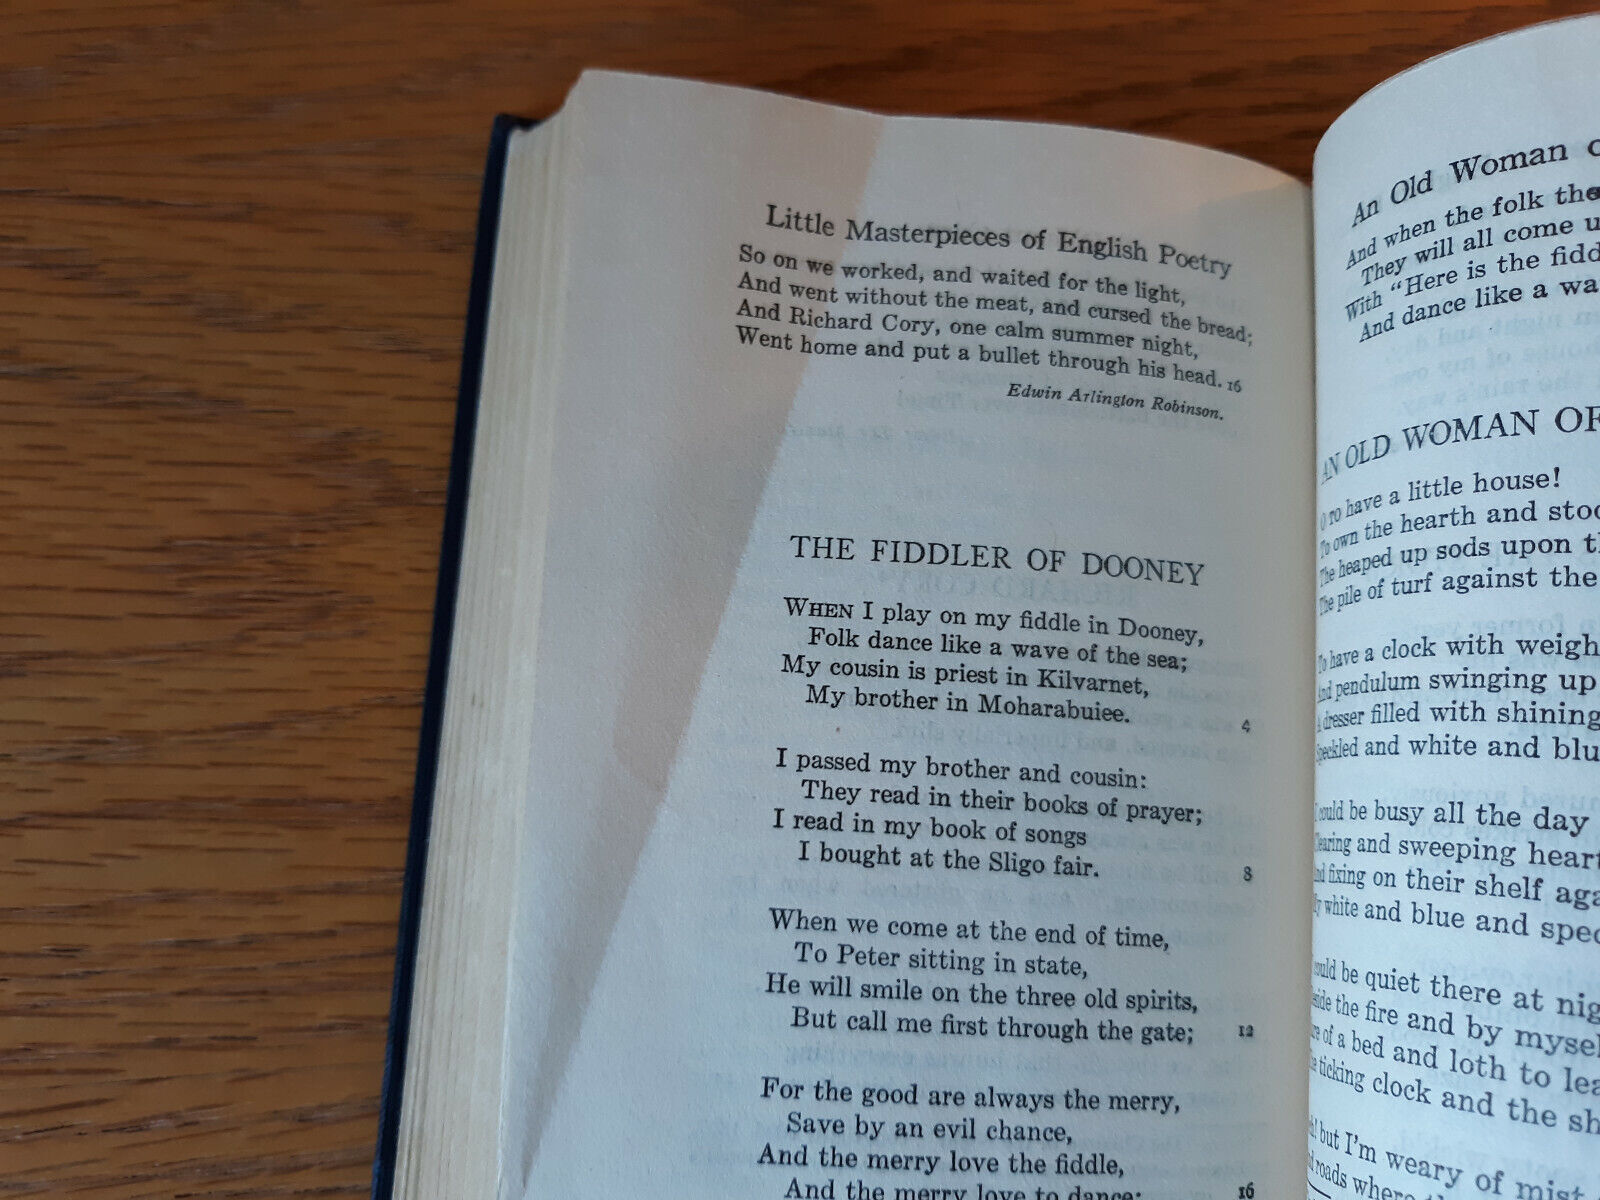 Little Masterpieces of English Poetry
So on we worked, and waited for the light,
And went without the meat, and cursed the bread;
And Richard Cory, one calm summer night,
Went home and put a bullet through his head. 16
Edwin Arlington Robinson.
THE FIDDLER OF DOONEY
WHEN I play on my fiddle in Dooney,
Folk dance like a wave of the sea;
My cousin is priest in Kilvarnet,
My brother in Moharabuiee. 4
I passed my brother and cousin:
They read in their books of prayer;
I read in my book of songs
I bought at the Sligo fair. 8
When we come at the end of time,
To Peter sitting in state,
He will smile on the three old spirits,
But call me first through the gate; 12
For the good are always the merry,
Save by an evil chance,
And the merry love the fiddle,
And the merry love to dance: 16
An Old Woman
And when the folk
They will all come
With "Here is the
And dance like a
AN OLD WOMAN OF
O to have a little house!
To own the hearth and
The heaped up sods upon
The pile of turf against the
To have a clock with
And pendulum swinging up
A dresser filled with shining
Speckled and white and
I could be busy all the day
and sweeping
And fixing on their shelf
white and blue and
I could be quiet there at
the fire and by
of a bed and loth to
ticking clock and the
but I'm weary of mist
roads where